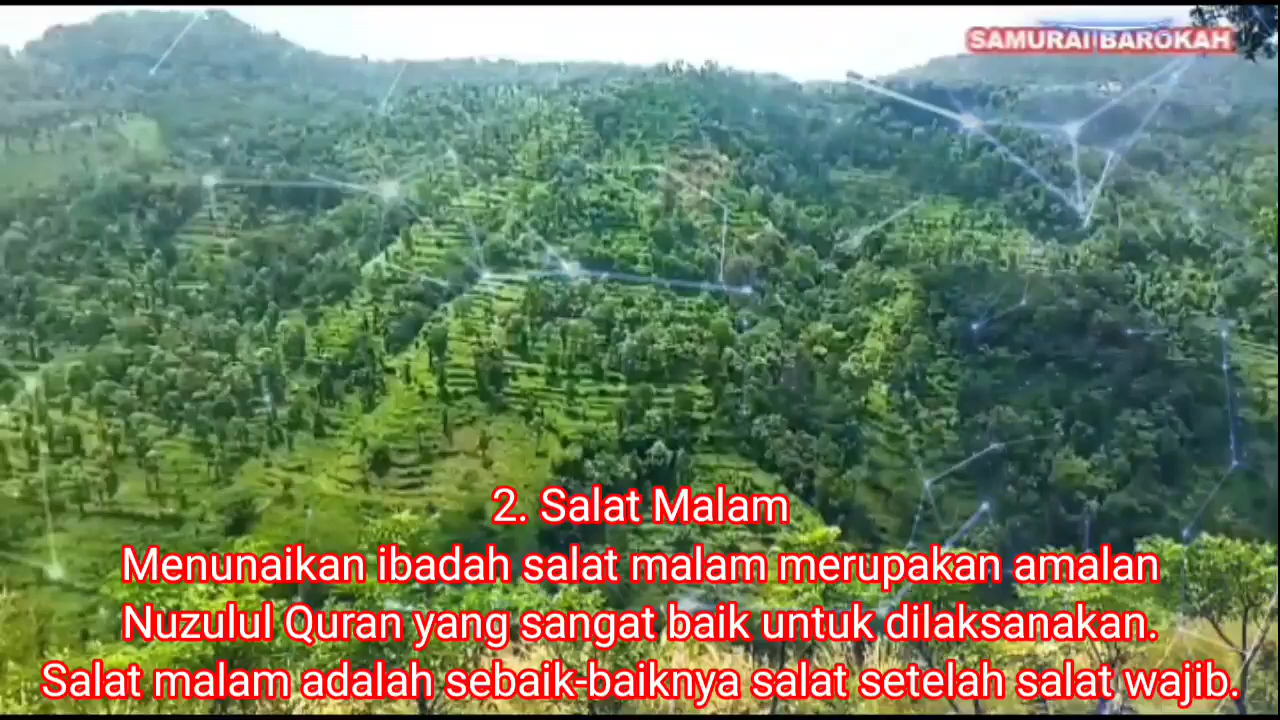 SAMURAI BAROKAH
2. Salat Malam
Menunaikan ibadah salat malam merupakan amalan
Nuzulul Quran yang sangat baik untuk dilaksanakan.
Salat malam adalah sebaik-baiknya salat setelah salat wajib.